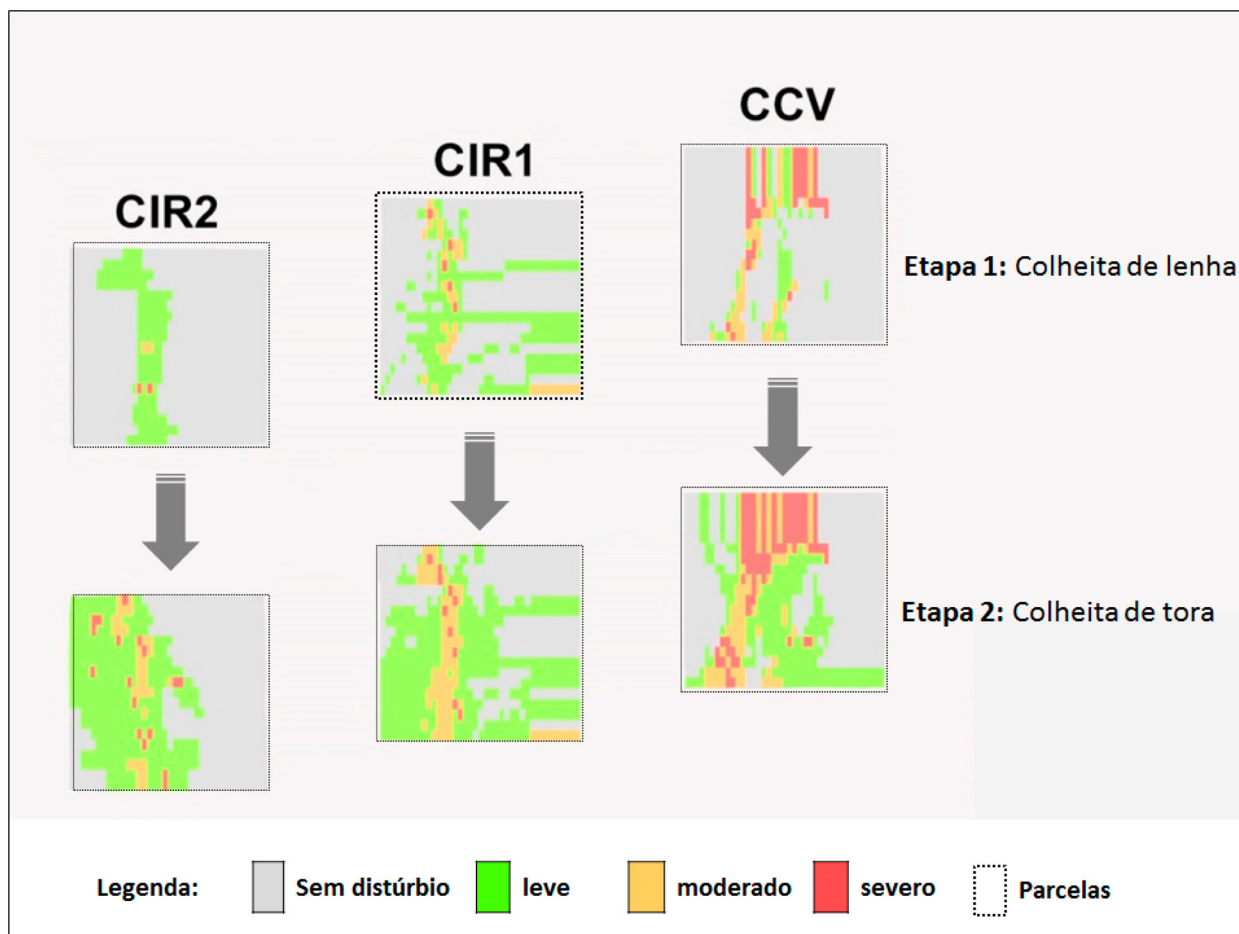 CCV
CIR1
CIR2
Etapa 1: Colheita de lenha
Etapa 2: Colheita de tora
Legenda: Sem distúrbio leve moderado severo Parcelas